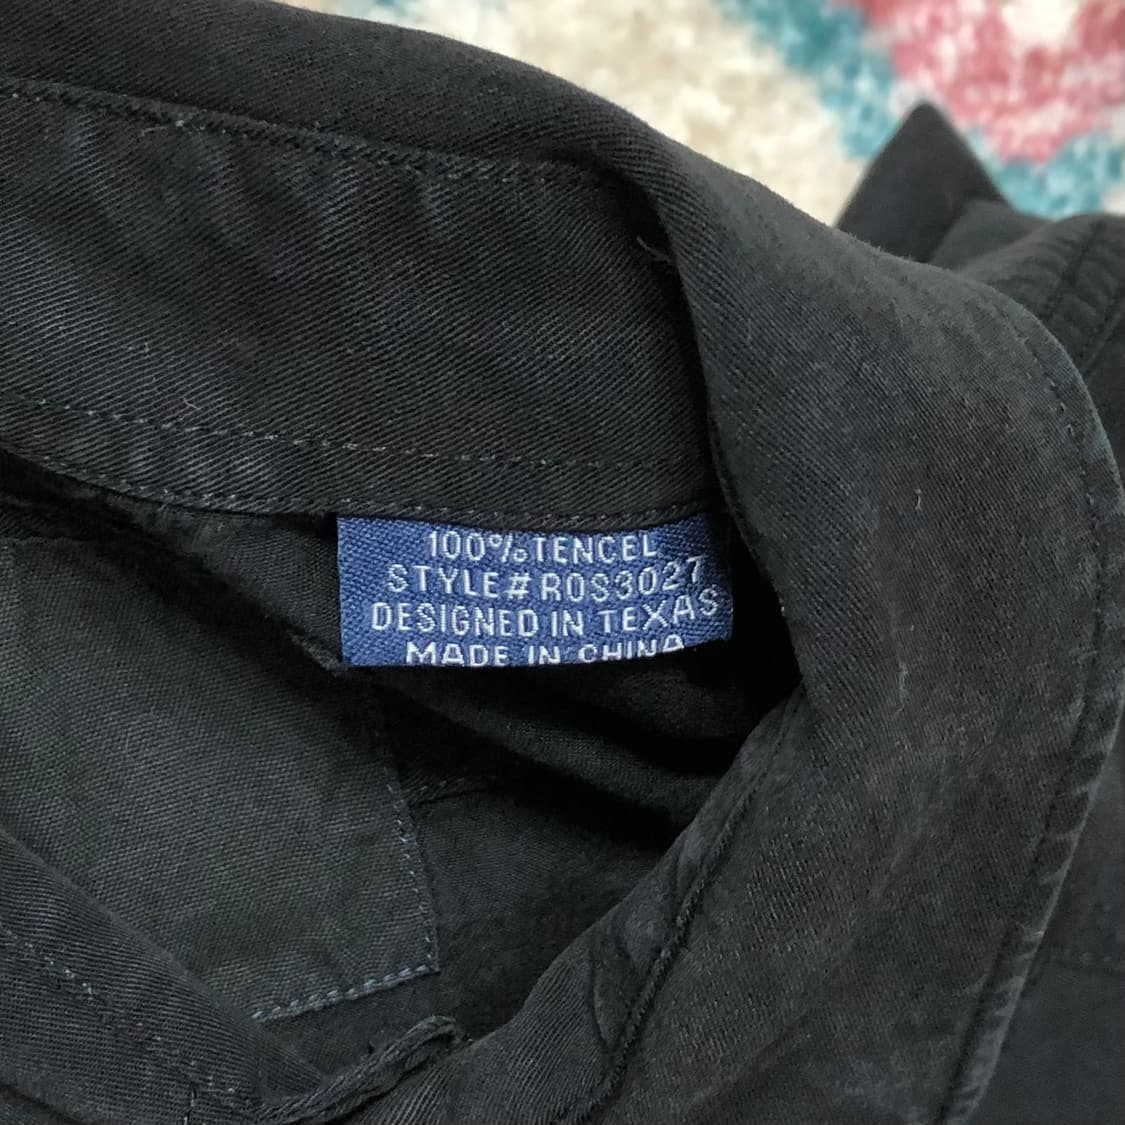 100% TENCEL
STYLE# ROS3027
DESIGNED IN TEXAS
MADE IN CHINA